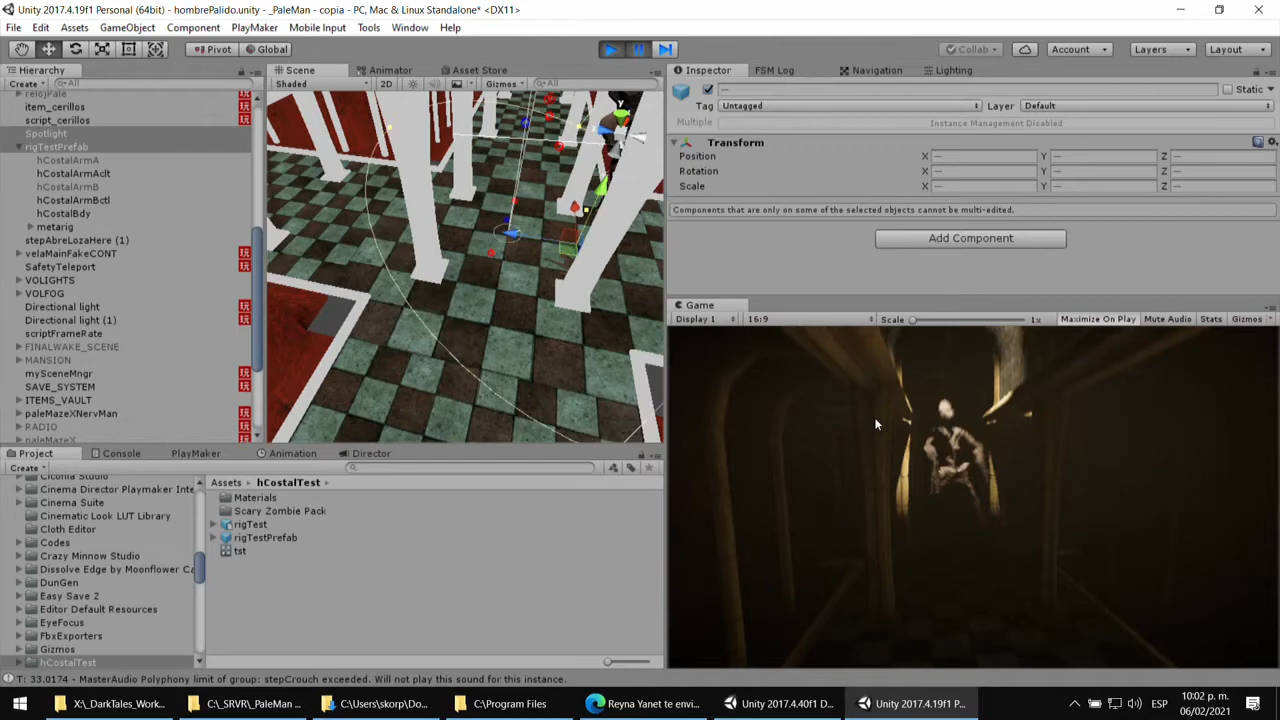 Unity 2017.4.19f1 Personal (64bit) - hombrePalido.unity - _PaleMan - copia - PC, Mac & Linux Standalone* <DX11>
File Edit Assets GameObject Component PlayMaker Mobile Input Tools Window Help
Pivot Global Collab Account Layers Layout
Hierarchy
Create All
relojPale
item_cerillos
script_cerillos
Spotlight
rigTestPrefab
hCostalArmA
hCostalArmAclt
hCostalArmB
hCostalArmBctl
hCostalBdy
metarig
stepAbreLozaHere (1)
velaMainFakeCONT
SafetyTeleport
VOLIGHTS
VOLFOG
Directional light
Directional light (1)
scriptFrameRate
FINALWAKE_SCENE
MANSION
mySceneMngr
SAVE_SYSTEM
ITEMS_VAULT
paleMazeXNervMan
RADIO
paleMazeX
Scene Animator Asset Store
Shaded 2D Gizmos All
y
Inspector FSM Log Navigation Lighting
— Static
Tag Untagged Layer Default
Multiple Instance Management Disabled
Transform
Position X — Y — Z —
Rotation X — Y — Z —
Scale X — Y — Z —
Components that are only on some of the selected objects cannot be multi-edited.
Add Component
Game
Display 1 16:9 Scale 1x Maximize On Play Mute Audio Stats Gizmos
Project Console PlayMaker Animation Director
Create
Ciconia Studio
Cinema Director Playmaker Inte
Cinema Suite
Cinematic Look LUT Library
Cloth Editor
Codes
Crazy Minnow Studio
Dissolve Edge by Moonflower Ca
DunGen
Easy Save 2
Editor Default Resources
EyeFocus
FbxExporters
Gizmos
hCostalTest
Assets hCostalTest
Materials
Scary Zombie Pack
rigTest
rigTestPrefab
tst
T: 33.0174 - MasterAudio Polyphony limit of group: stepCrouch exceeded. Will not play this sound for this instance.
X:\_DarkTales_Work... C:\_SRVR\_PaleMan ... C:\Users\skorp\Do... C:\Program Files Reyna Yanet te envi... Unity 2017.4.40f1 D... Unity 2017.4.19f1 P... ESP
10:02 p. m.
06/02/2021